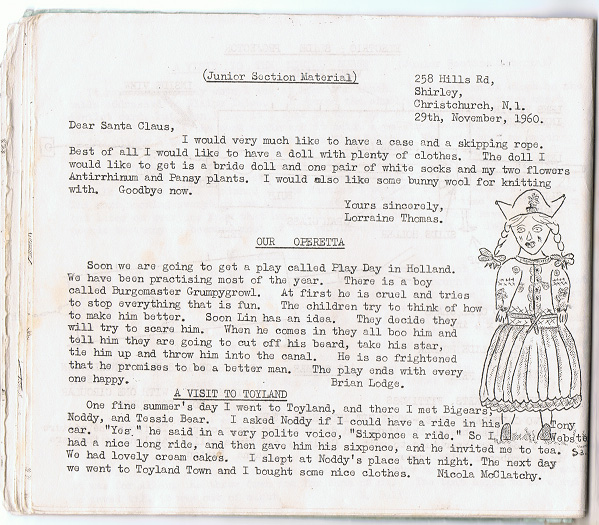 (Junior Section Material)
258 Hills Rd,
Shirley,
Christchurch, N.1.
29th, November, 1960.
Dear Santa Claus,
I would very much like to have a case and a skipping rope.
Best of all I would like to have a doll with plenty of clothes. The doll I
would like to get is a bride doll and one pair of white socks and my two flowers
Antirrhinum and Pansy plants. I would also like some bunny wool for knitting
with. Goodbye now.
Yours sincerely,
Lorraine Thomas.
OUR OPERETTA
Soon we are going to get a play called Play Day in Holland.
We have been practising most of the year. There is a boy
called Burgomaster Grumpygrowl. At first he is cruel and tries
to stop everything that is fun. The children try to think of how
to make him better. Soon Lin has an idea. They decide they
will try to scare him. When he comes in they all boo him and
tell him they are going to cut off his beard, take his star,
tie him up and throw him into the canal. He is so frightened
that he promises to be a better man. The play ends with every
one happy. Brian Lodge.
A VISIT TO TOYLAND
One fine summer's day I went to Toyland, and there I met Bigears,
Noddy, and Tessie Bear. I asked Noddy if I could have a ride in his
car. "Yes," he said in a very polite voice, "Sixpence a ride." So I
had a nice long ride, and then gave him his sixpence, and he invited me to tea.
We had lovely cream cakes. I slept at Noddy's place that night. The next day
we went to Toyland Town and I bought some nice clothes. Nicola McClatchy.
Tony
Webste